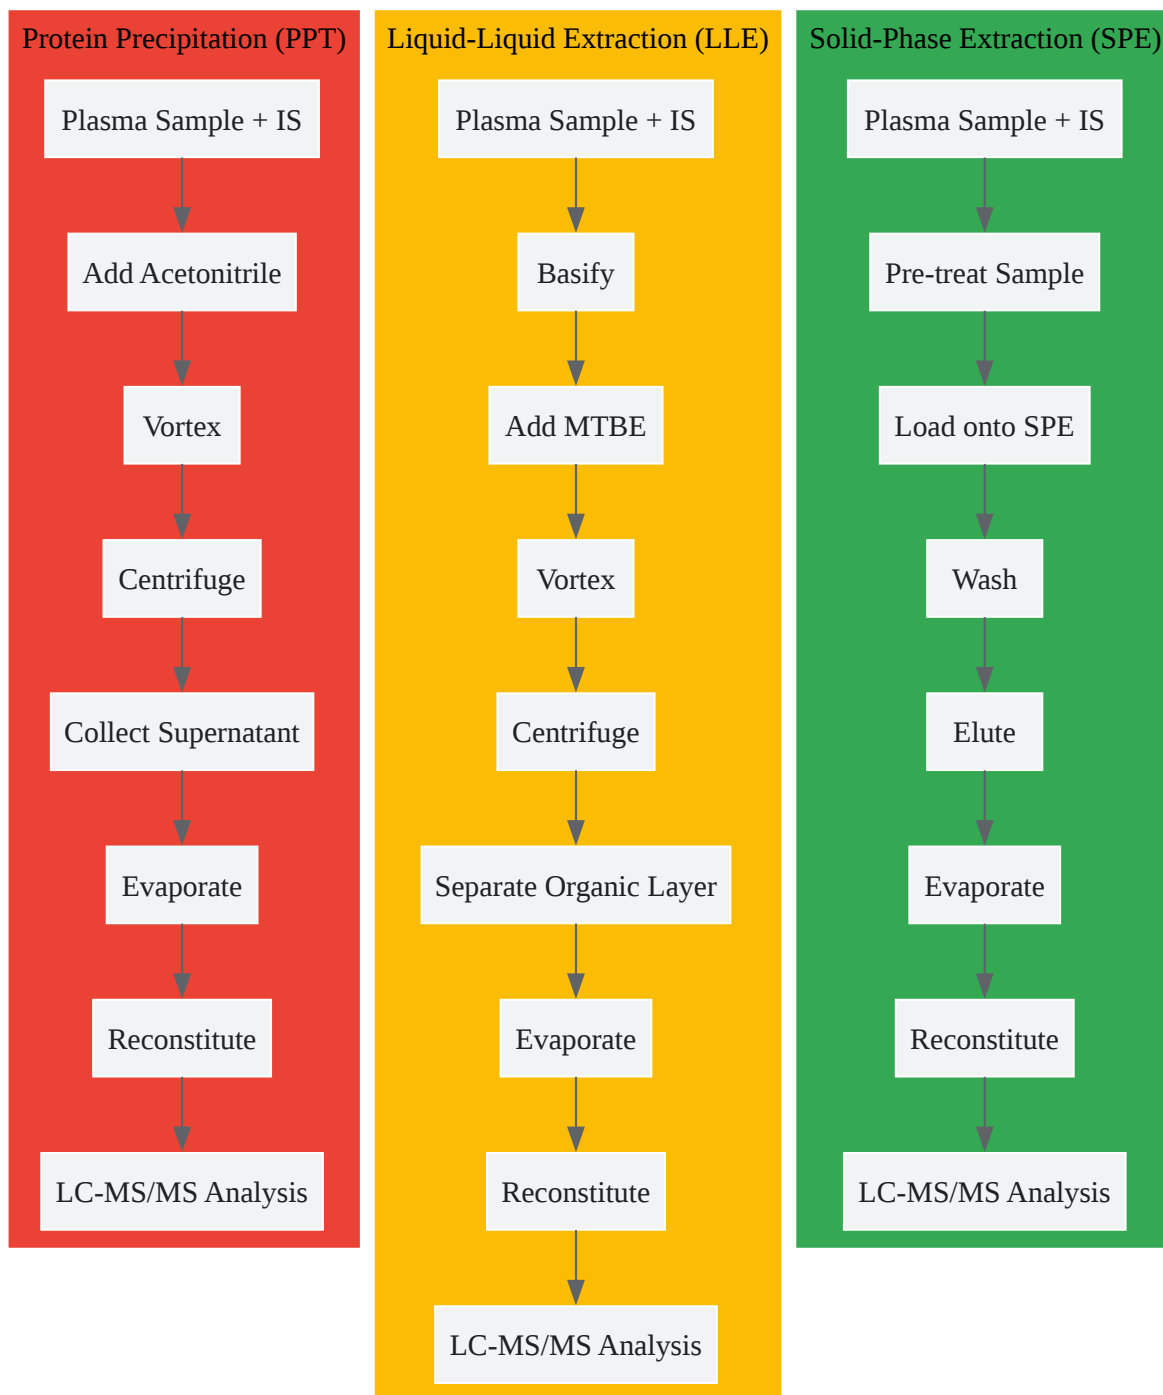 Protein Precipitation (PPT)
Plasma Sample + IS
Add Acetonitrile
Vortex
Centrifuge
Collect Supernatant
Evaporate
Reconstitute
LC-MS/MS Analysis
Liquid-Liquid Extraction (LLE)
Plasma Sample + IS
Basify
Add MTBE
Vortex
Centrifuge
Separate Organic Layer
Evaporate
Reconstitute
LC-MS/MS Analysis
Solid-Phase Extraction (SPE)
Plasma Sample + IS
Pre-treat Sample
Load onto SPE
Wash
Elute
Evaporate
Reconstitute
LC-MS/MS Analysis